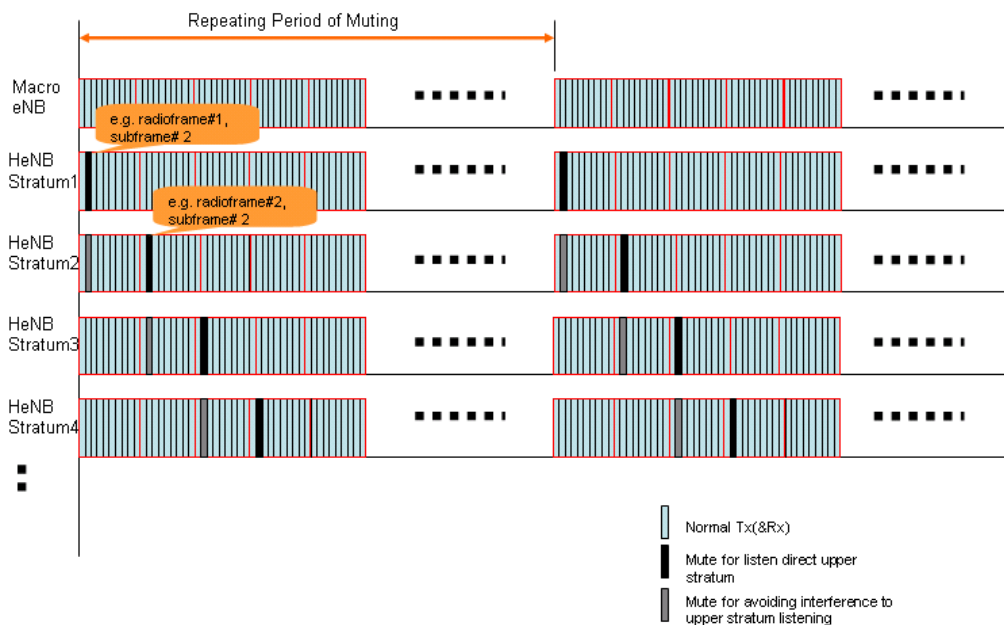 Repeating Period of Muting
Macro
eNB
e.g. radioframe#1,
subframe# 2
HeNB
Stratum1
e.g. radioframe#2,
subframe# 2
HeNB
Stratum2
HeNB
Stratum3
HeNB
Stratum4
Normal Tx(&Rx)
Mute for listen direct upper
stratum
Mute for avoiding interference to
upper stratum listening